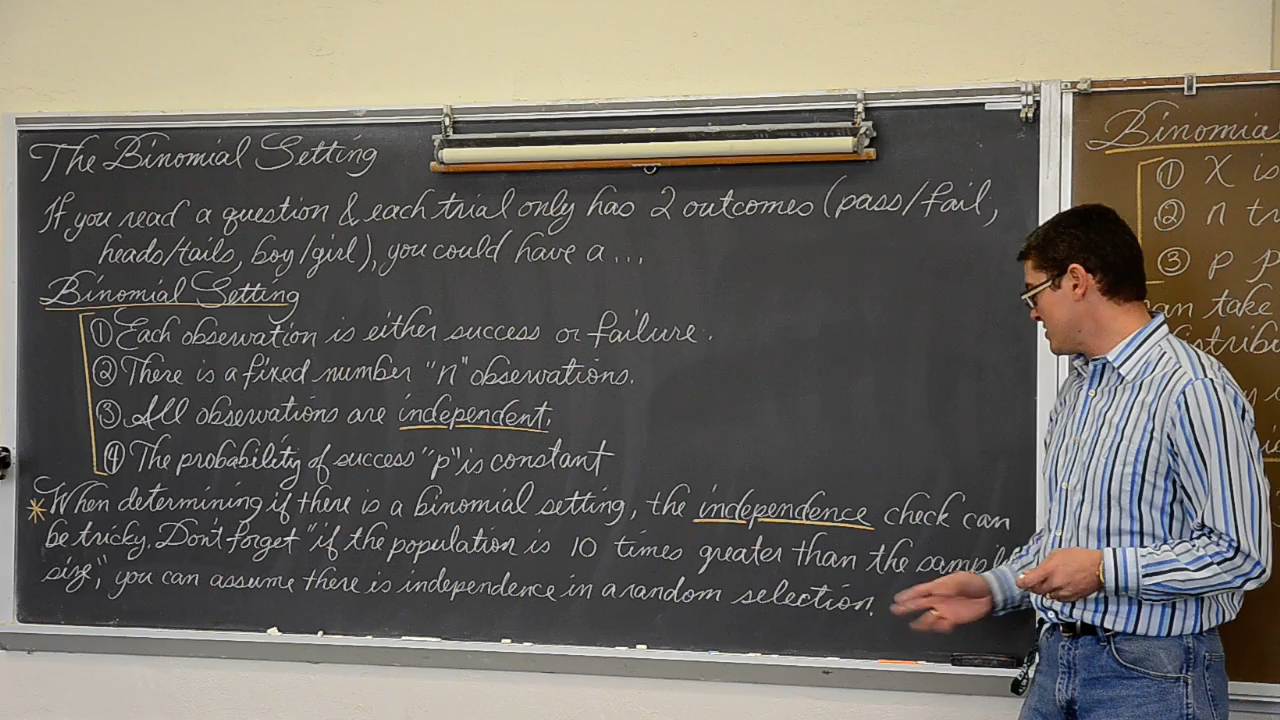 The Binomial Setting
If you read a question & each trial only has 2 outcomes (pass/fail,
heads/tails, boy/girl), you could have a...
Binomial Setting
① Each observation is either success or failure.
② There is a fixed number "n" observations.
③ All observations are independent.
④ The probability of success "p" is constant
* When determining if there is a binomial setting, the independence check can
be tricky. Don't forget "if the population is 10 times greater than the sample
size," you can assume there is independence in a random selection.
Binomia
① X is
② n tr
③ p p
an take
stribu